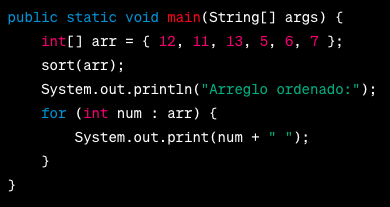 public static void main(String[] args) {
    int[] arr = { 12, 11, 13, 5, 6, 7 };
    sort(arr);
    System.out.println("Arreglo ordenado:");
    for (int num : arr) {
        System.out.print(num + " ");
    }
}